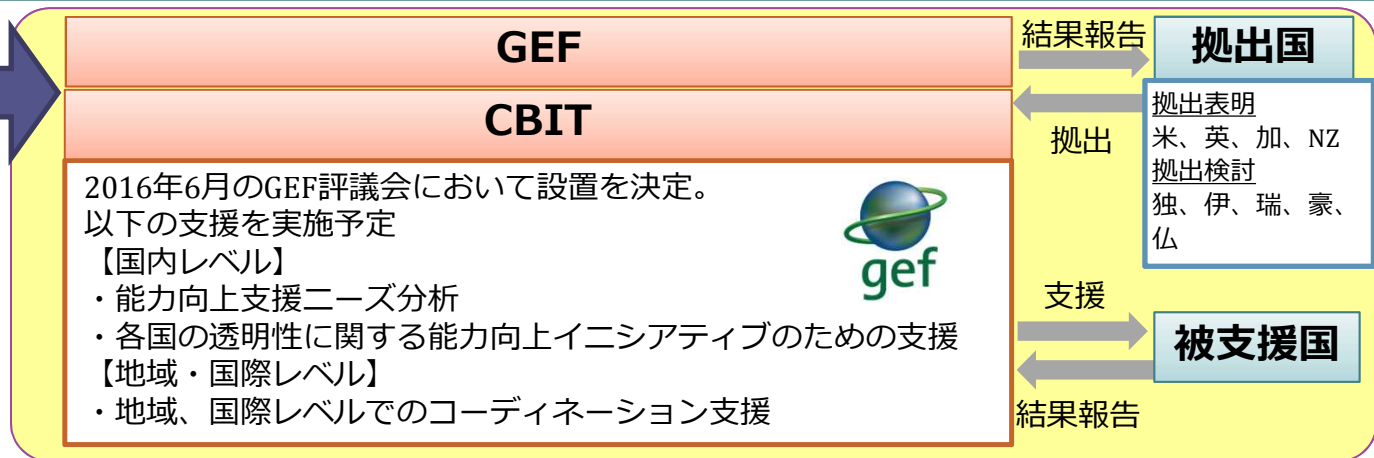 GEF
CBIT
2016年6月のGEF評議会において設置を決定。
以下の支援を実施予定
【国内レベル】
・能力向上支援ニーズ分析
・各国の透明性に関する能力向上イニシアティブのための支援
【地域・国際レベル】
・地域、国際レベルでのコーディネーション支援
gef
結果報告
拠出
拠出国
拠出表明
米、英、加、NZ
拠出検討
独、伊、瑞、豪、
仏
支援
結果報告
被支援国